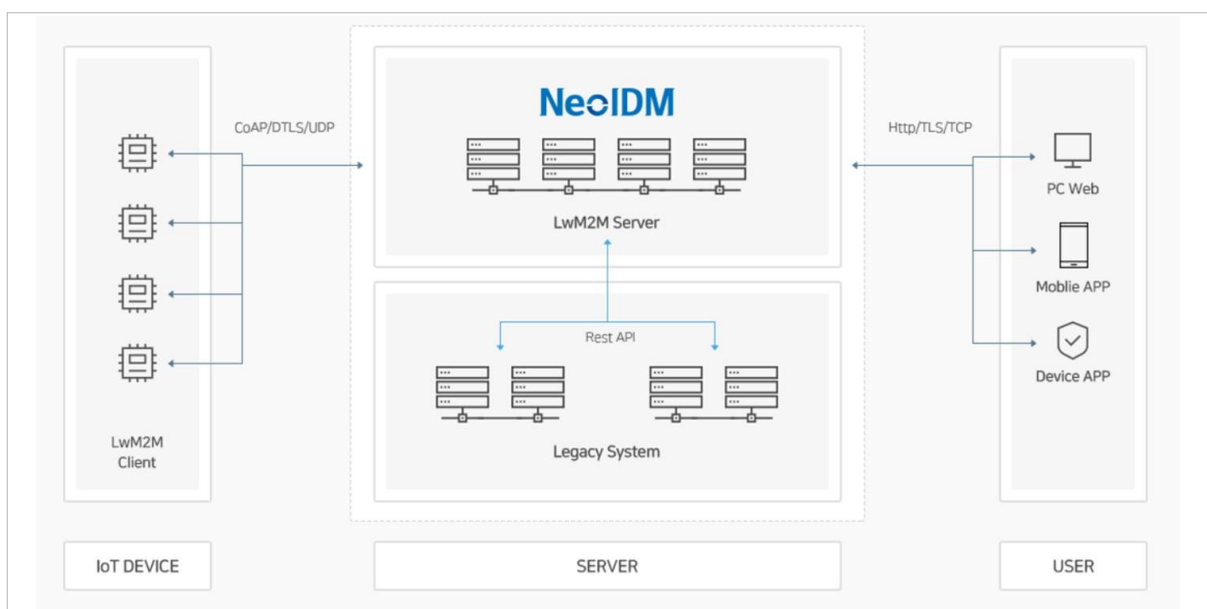 NeoIDM
CoAP/DTLS/UDP
Http/TLS/TCP
PC Web
LwM2M Server
Moblie APP
Rest API
Device APP
LwM2M
Client
Legacy System
IoT DEVICE
SERVER
USER